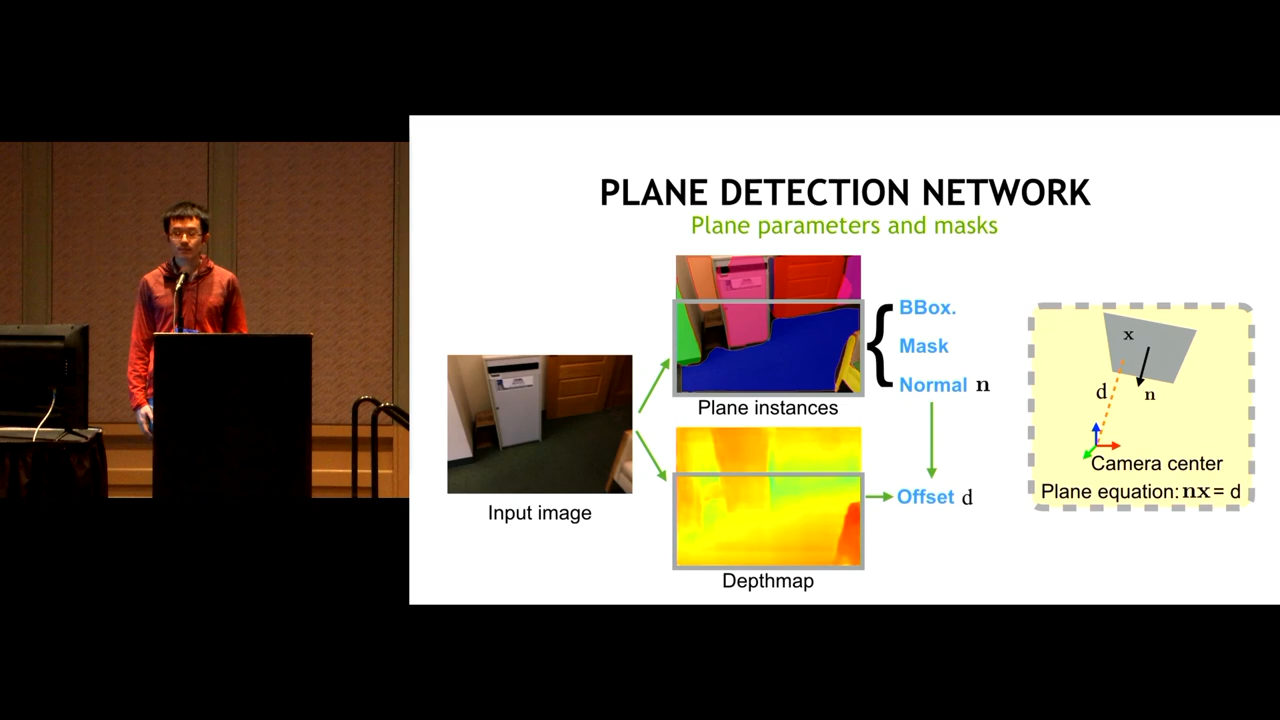 PLANE DETECTION NETWORK
Plane parameters and masks
Input image
Plane instances
BBox.
Mask
Normal n
Offset d
Depthmap
x
d
n
Camera center
Plane equation: nx = d